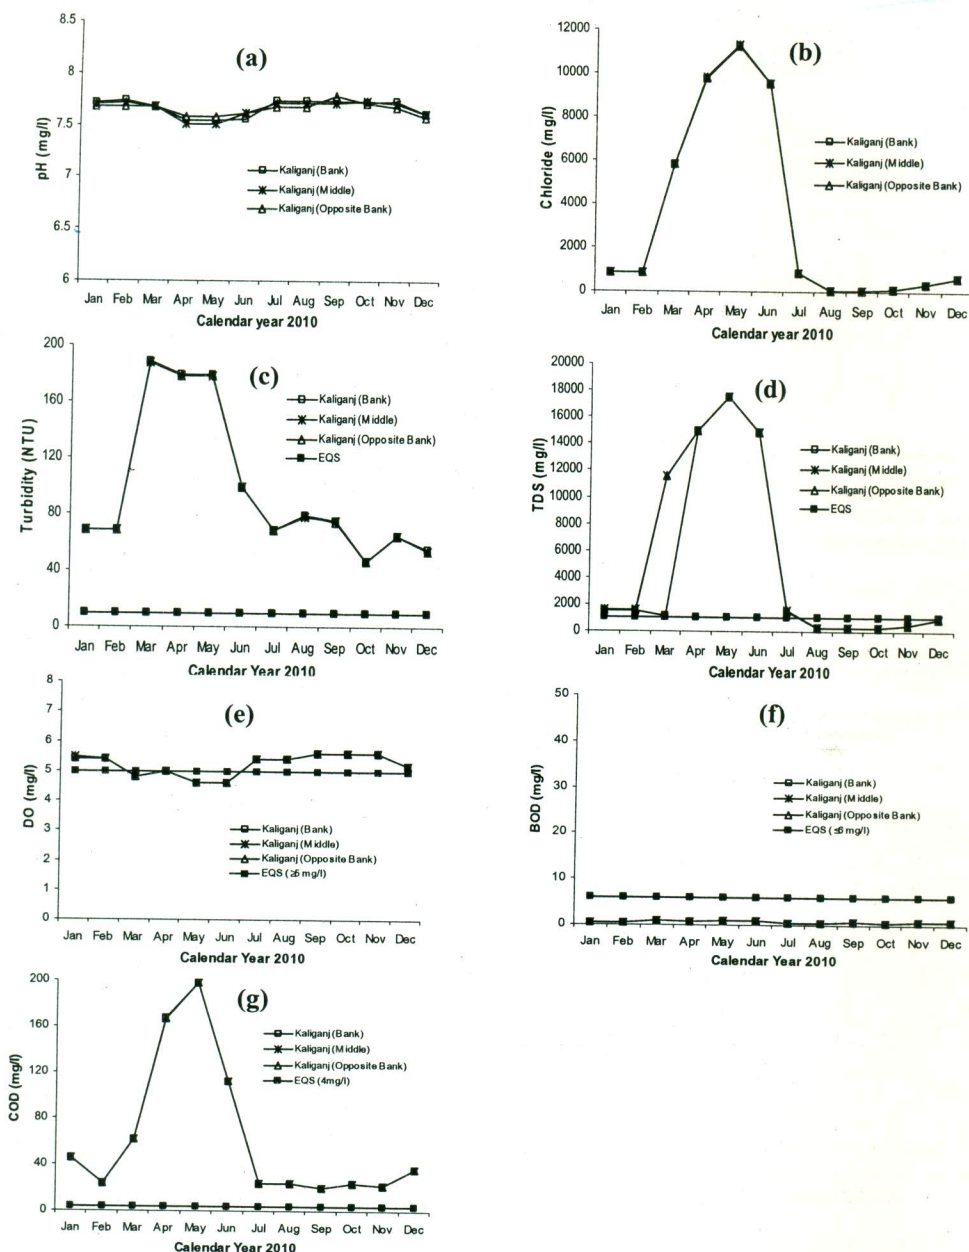 (a)
pH (mg/l)
8.5
8
7.5
7
6.5
6
Kaliganj (Bank)
Kaliganj (Middle)
Kaliganj (Opposite Bank)
Jan Feb Mar Apr May Jun Jul Aug Sep Oct Nov Dec
Calendar year 2010
(b)
Chloride (mg/l)
12000
10000
8000
6000
4000
2000
0
Kaliganj (Bank)
Kaliganj (Middle)
Kaliganj (Opposite Bank)
Jan Feb Mar Apr May Jun Jul Aug Sep Oct Nov Dec
Calendar year 2010
(c)
Turbidity (NTU)
200
160
120
80
40
0
Kaliganj (Bank)
Kaliganj (Middle)
Kaliganj (Opposite Bank)
EQS
Jan Feb Mar Apr May Jun Jul Aug Sep Oct Nov Dec
Calendar Year 2010
(d)
TDS (mg/l)
20000
18000
16000
14000
12000
10000
8000
6000
4000
2000
0
Kaliganj (Bank)
Kaliganj (Middle)
Kaliganj (Opposite Bank)
EQS
Jan Feb Mar Apr May Jun Jul Aug Sep Oct Nov Dec
Calendar Year 2010
(e)
DO (mg/l)
8
7
6
5
4
3
2
1
0
Kaliganj (Bank)
Kaliganj (Middle)
Kaliganj (Opposite Bank)
EQS (≥5 mg/l)
Jan Feb Mar Apr May Jun Jul Aug Sep Oct Nov Dec
Calendar Year 2010
(f)
BOD (mg/l)
50
40
30
20
10
0
Kaliganj (Bank)
Kaliganj (Middle)
Kaliganj (Opposite Bank)
EQS (≤6 mg/l)
Jan Feb Mar Apr May Jun Jul Aug Sep Oct Nov Dec
Calendar Year 2010
(g)
COD (mg/l)
200
160
120
80
40
0
Kaliganj (Bank)
Kaliganj (Middle)
Kaliganj (Opposite Bank)
EQS (4mg/l)
Jan Feb Mar Apr May Jun Jul Aug Sep Oct Nov Dec
Calendar Year 2010